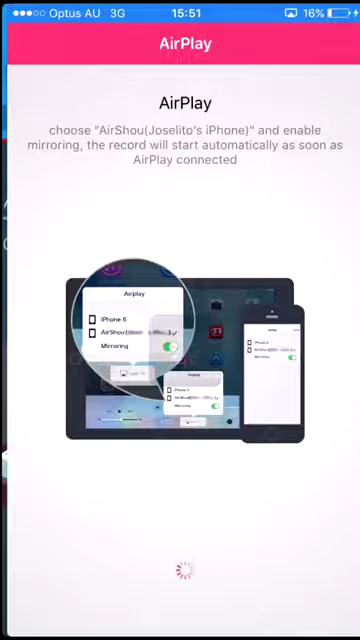 Optus AU 3G 15:51 16%
AirPlay
AirPlay
choose "AirShou(Joselito's iPhone)" and enable
mirroring, the record will start automatically as soon as
AirPlay connected
Airplay
iPhone 6
AirShou(
Mirroring
Mirroring